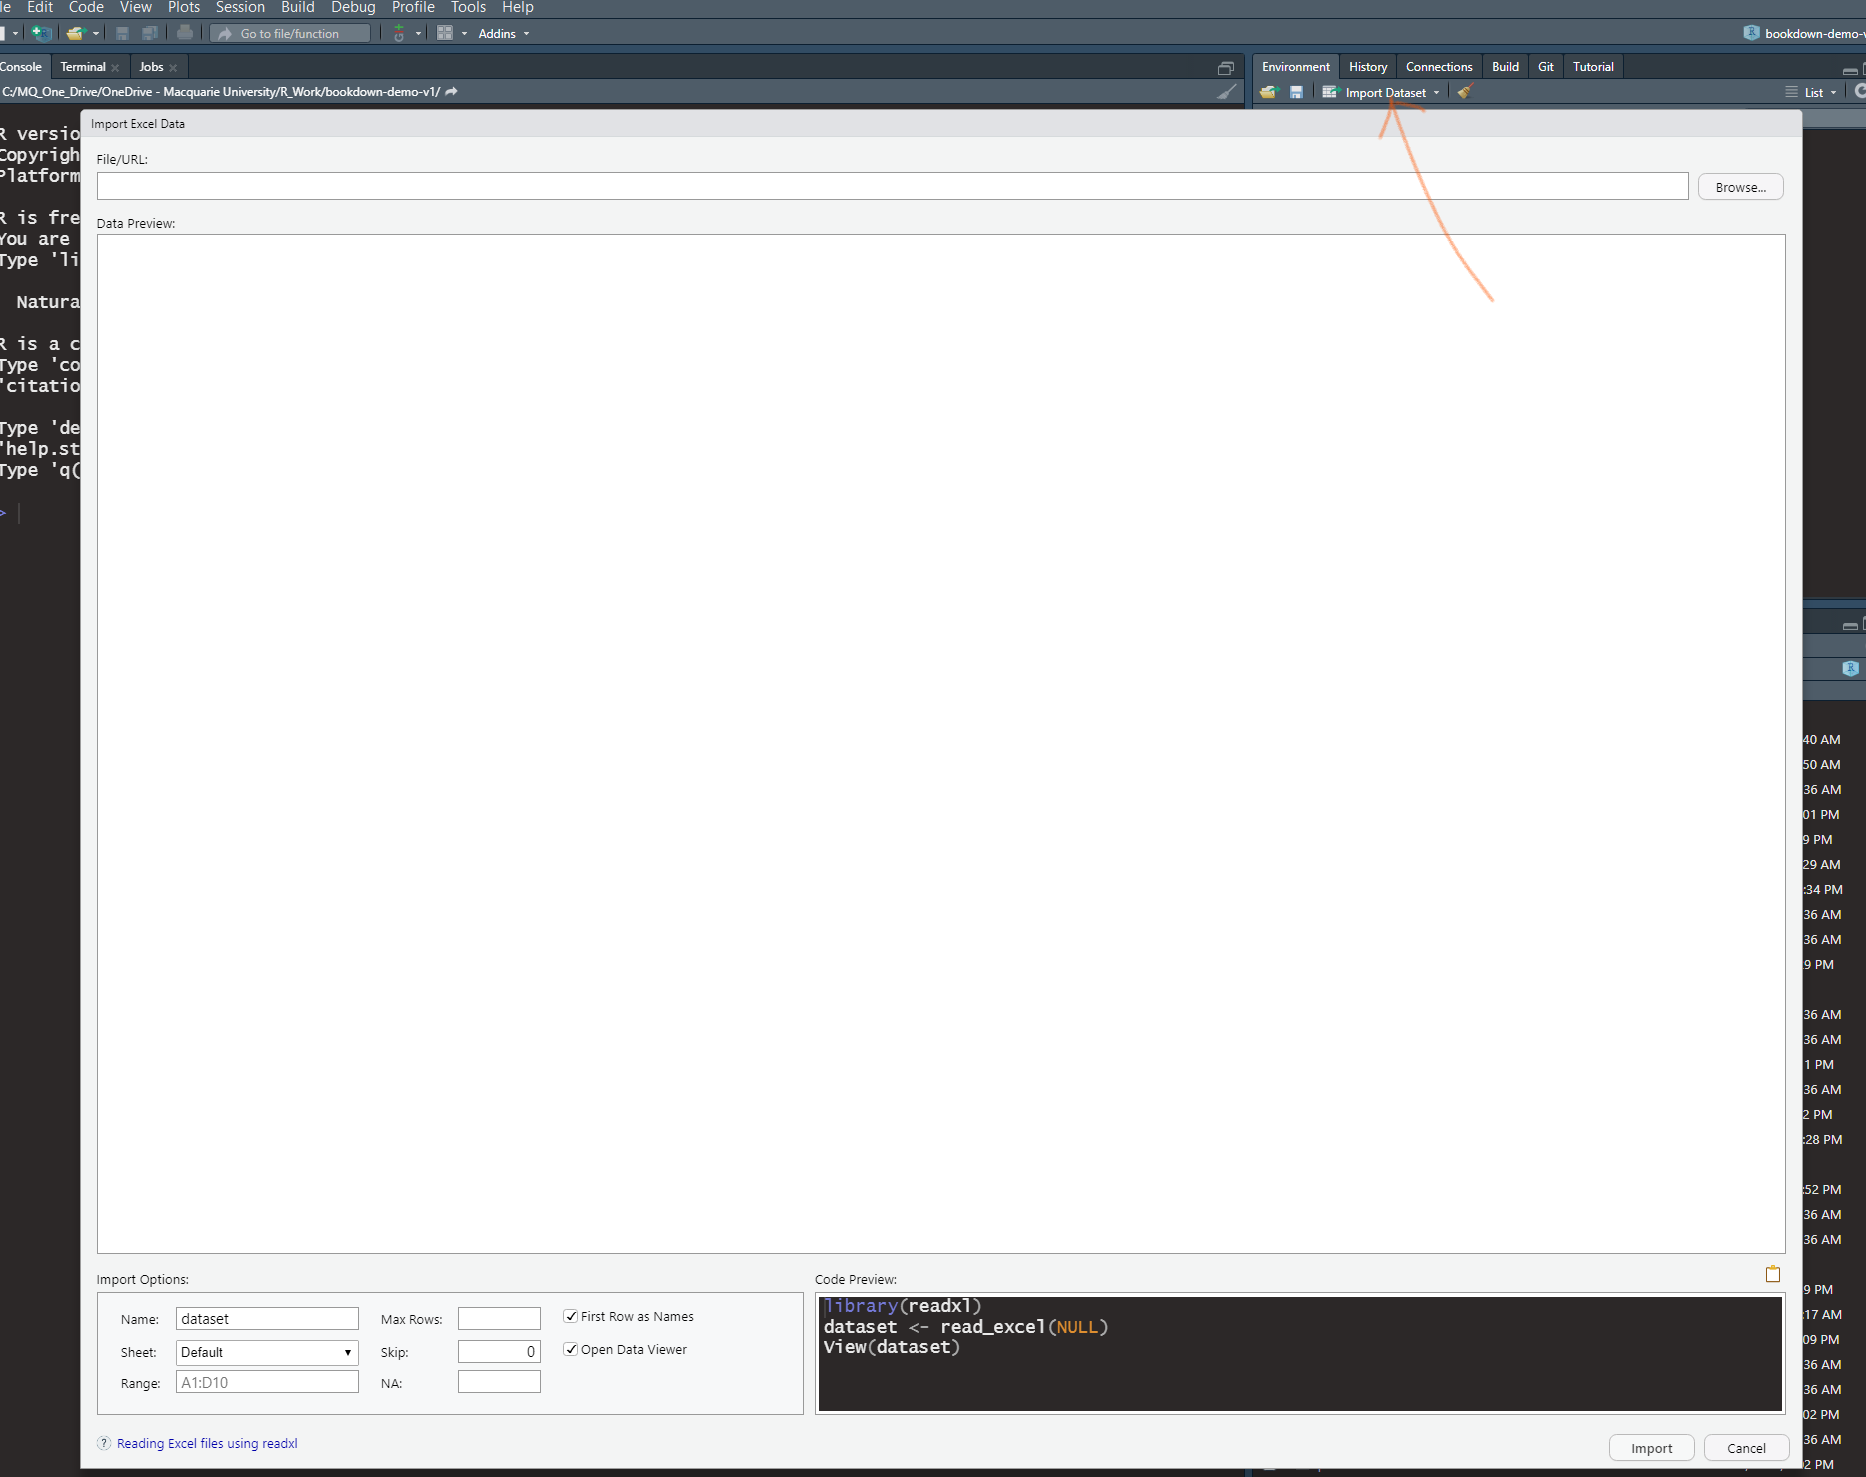 le Edit Code View Plots Session Build Debug Profile Tools Help
Go to file/function Addins bookdown-demo-v
Console Terminal Jobs
C:/MQ_One_Drive/OneDrive - Macquarie University/R_Work/bookdown-demo-v1/
Environment History Connections Build Git Tutorial
Import Dataset List
R versio
Copyrigh
Platform
R is fre
You are
Type 'li
Natura
R is a c
Type 'co
'citatio
Type 'de
'help.st
Type 'q(
>
Import Excel Data
File/URL:
Browse...
Data Preview:
Import Options:
Name: dataset Max Rows: First Row as Names
Sheet: Default Skip: 0 Open Data Viewer
Range: A1:D10 NA:
Code Preview:
library(readxl)
dataset <- read_excel(NULL)
View(dataset)
? Reading Excel files using readxl
Import Cancel
40 AM
50 AM
36 AM
01 PM
9 PM
29 AM
:34 PM
36 AM
36 AM
9 PM
36 AM
36 AM
1 PM
36 AM
2 PM
:28 PM
:52 PM
36 AM
36 AM
9 PM
:17 AM
09 PM
36 AM
36 AM
02 PM
36 AM
2 PM